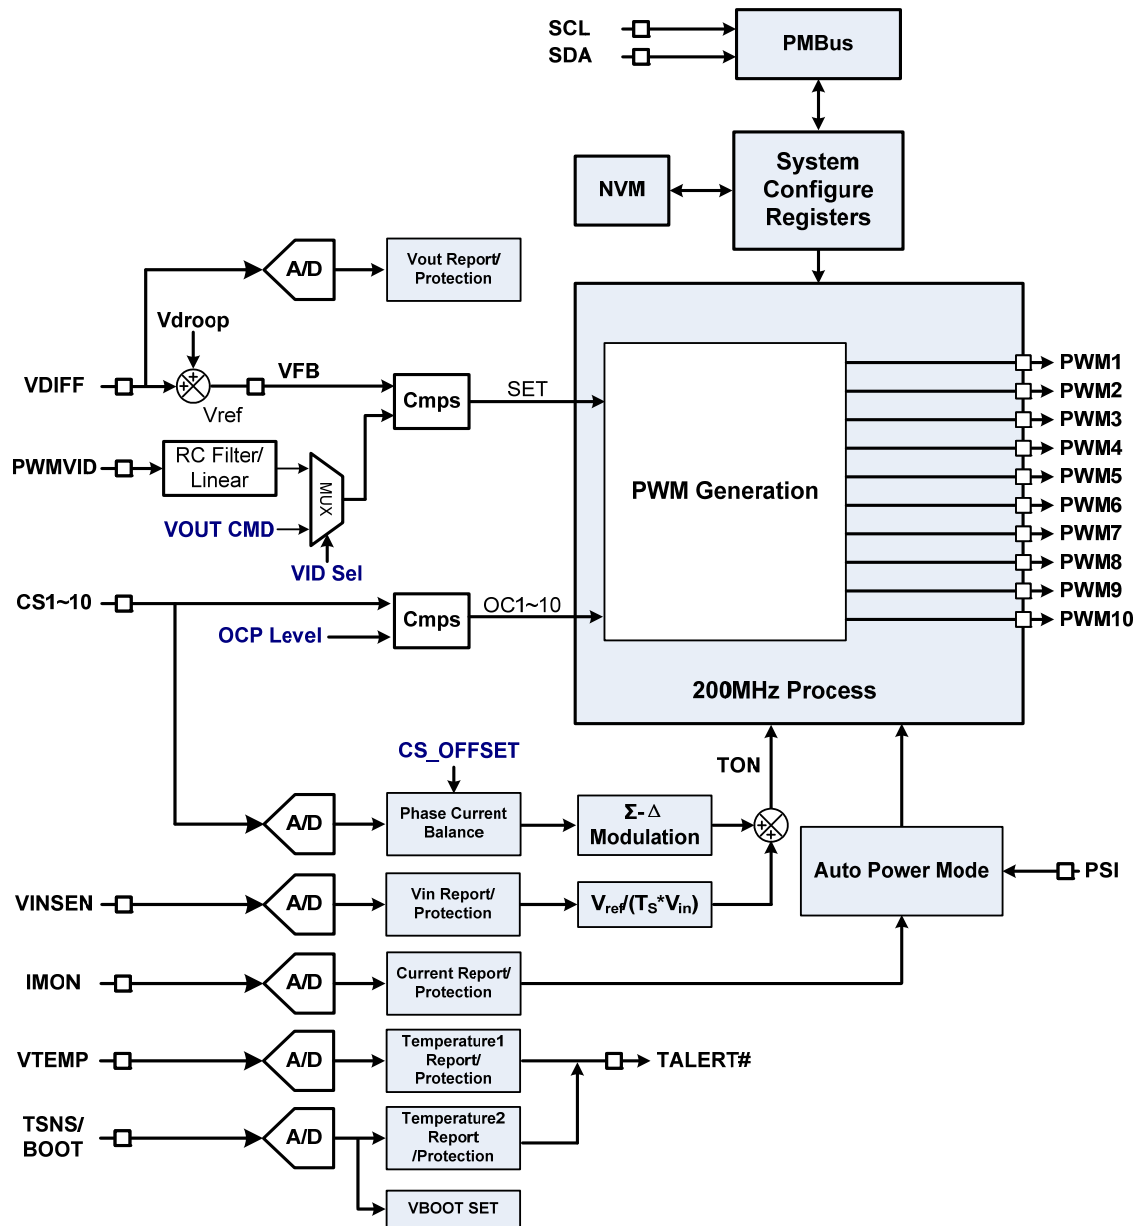 SCL
SDA
PMBus
NVM
System
Configure
Registers
A/D
Vout Report/
Protection
Vdroop
VDIFF
+
+
VFB
Vref
Cmps
SET
PWMVID
RC Filter/
Linear
MUX
VOUT CMD
VID Sel
PWM Generation
PWM1
PWM2
PWM3
PWM4
PWM5
PWM6
PWM7
PWM8
PWM9
PWM10
CS1~10
OCP Level
Cmps
OC1~10
200MHz Process
CS_OFFSET
TON
A/D
Phase Current
Balance
Σ-Δ
Modulation
+
+
Auto Power Mode
PSI
VINSEN
A/D
Vin Report/
Protection
Vref/(TS*Vin)
IMON
A/D
Current Report/
Protection
VTEMP
A/D
Temperature1
Report/
Protection
TALERT#
TSNS/
BOOT
A/D
Temperature2
Report
/Protection
VBOOT SET